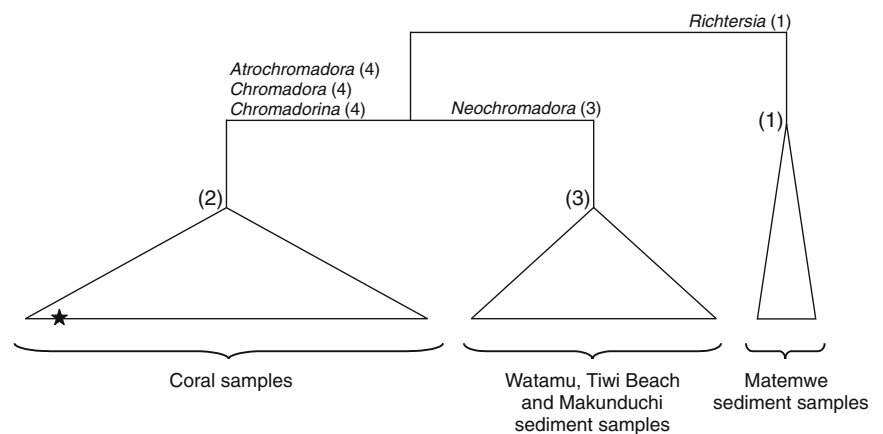 Richtersia (1)
Atrochromadora (4)
Chromadora (4)
Chromadorina (4)
Neochromadora (3)
(1)
(2)
(3)
Coral samples
Watamu, Tiwi Beach
and Makunduchi
sediment samples
Matemwe
sediment samples